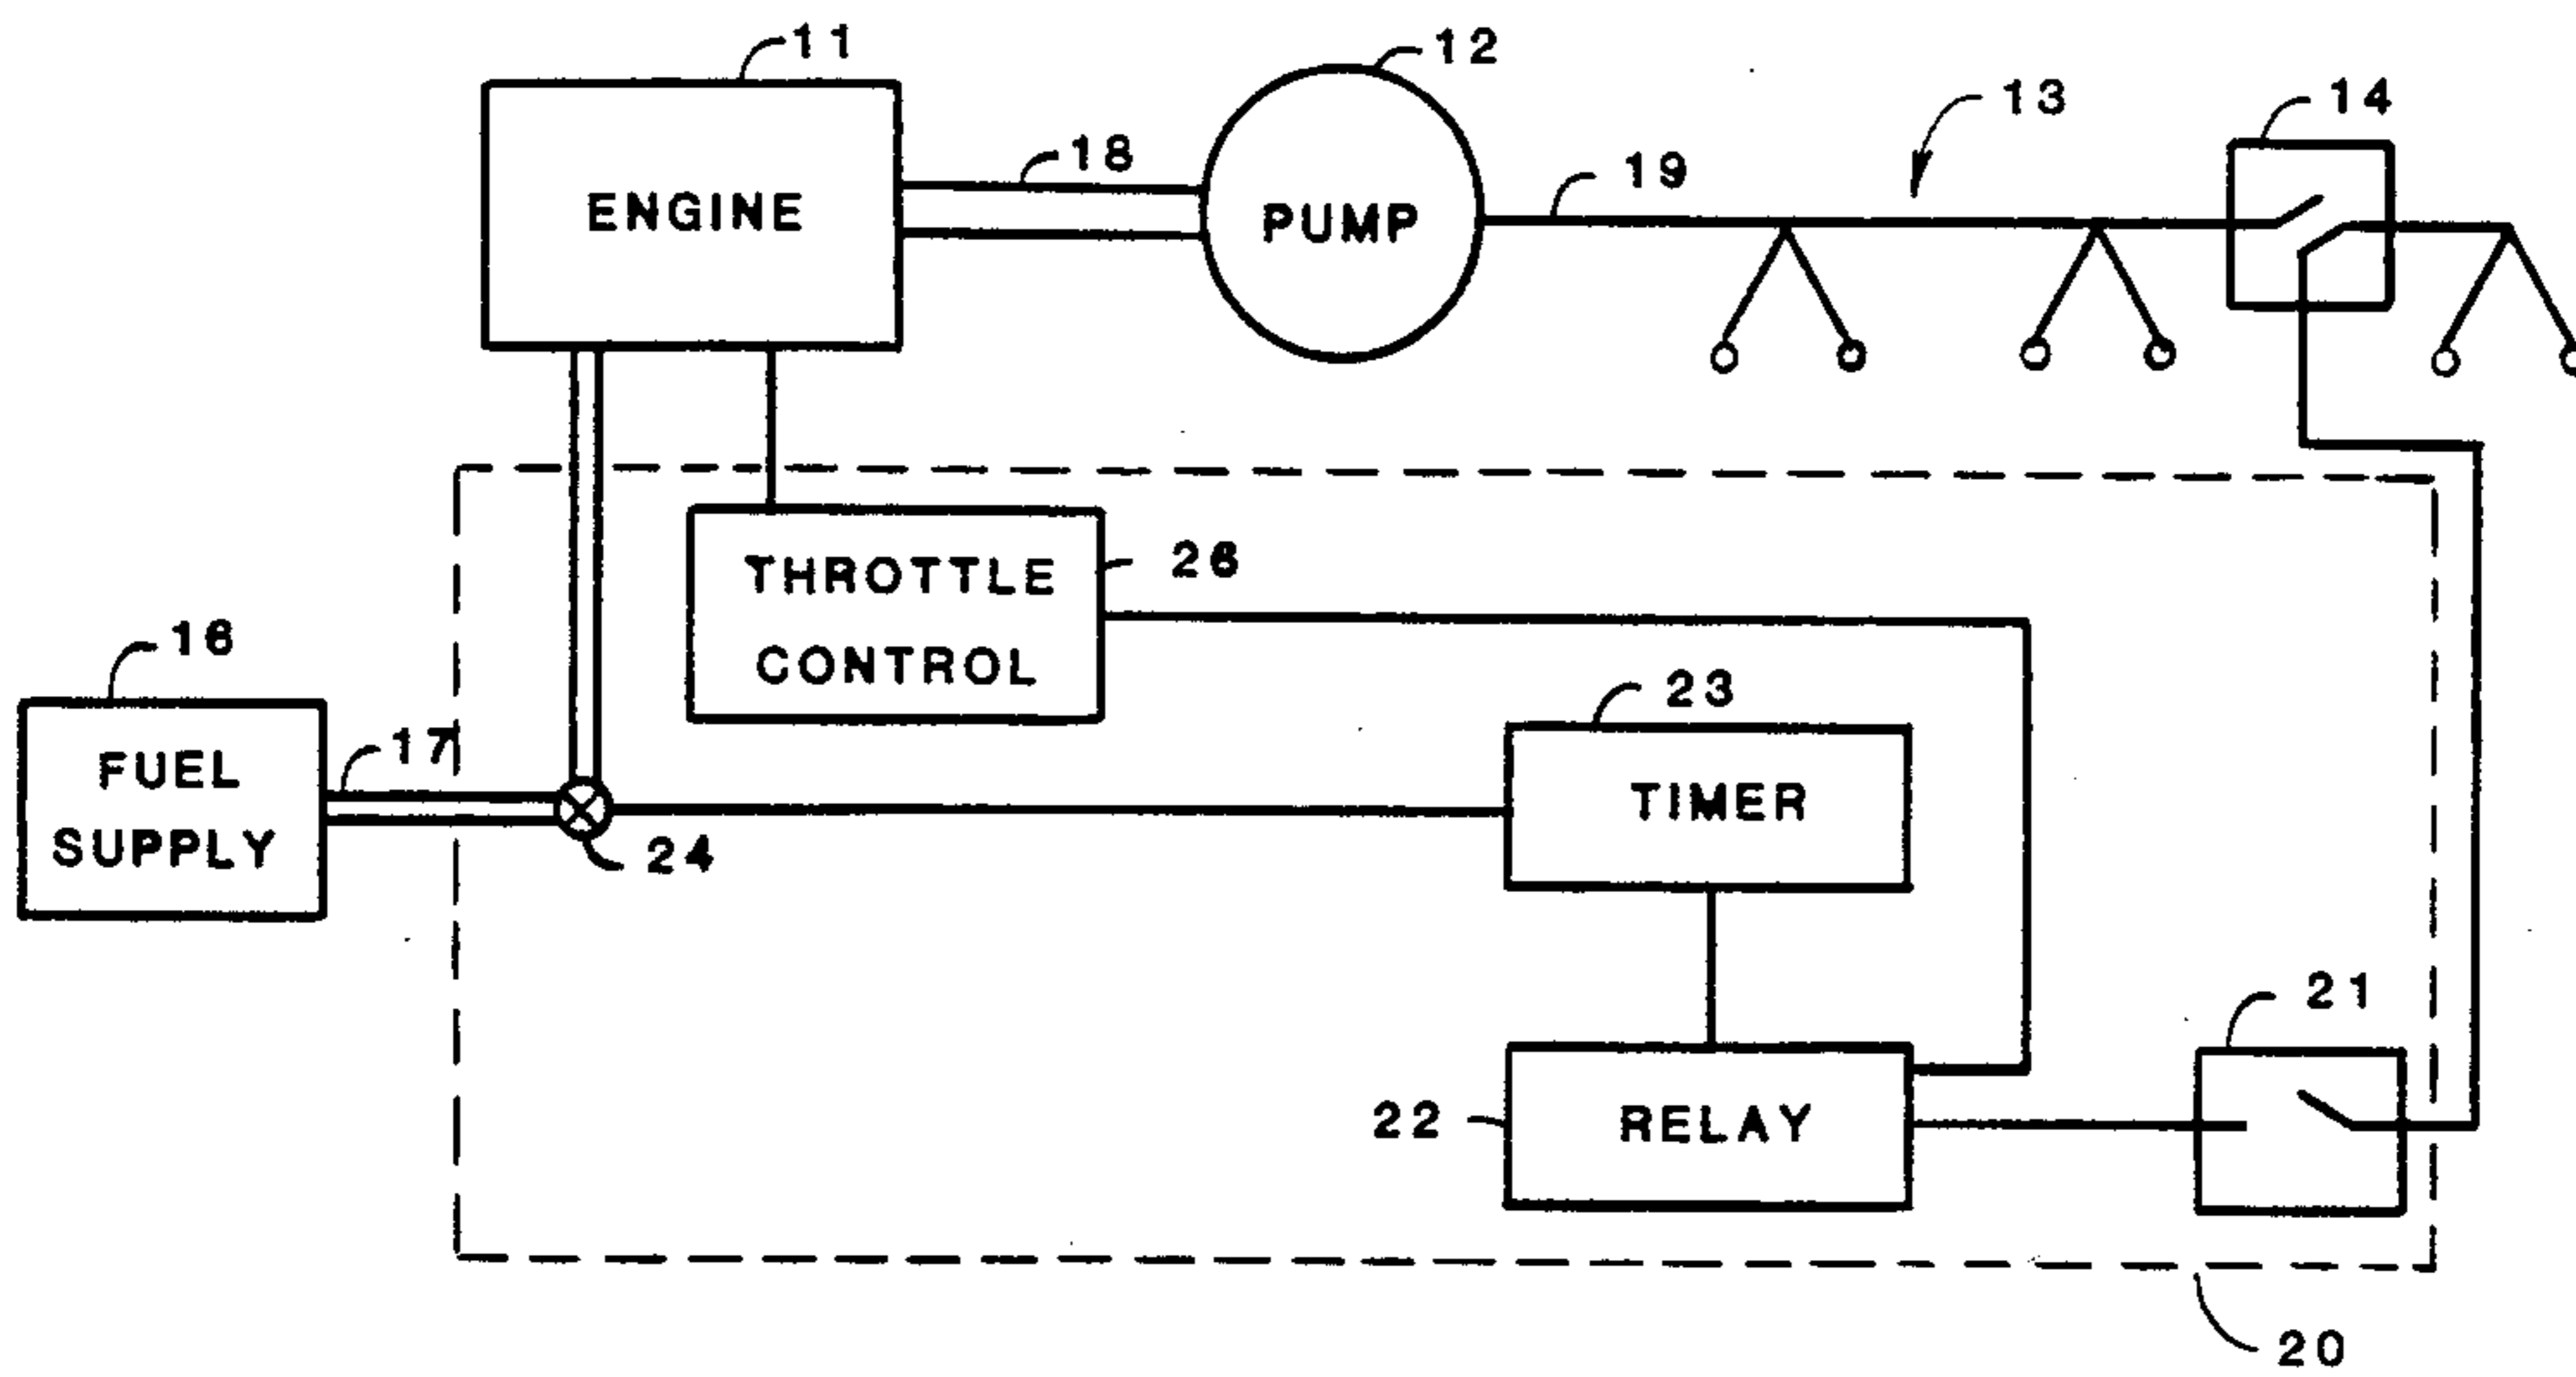 11
12
13
14
18
19
ENGINE
PUMP
26
THROTTLE
CONTROL
16
17
FUEL
SUPPLY
23
TIMER
24
21
22
RELAY
20